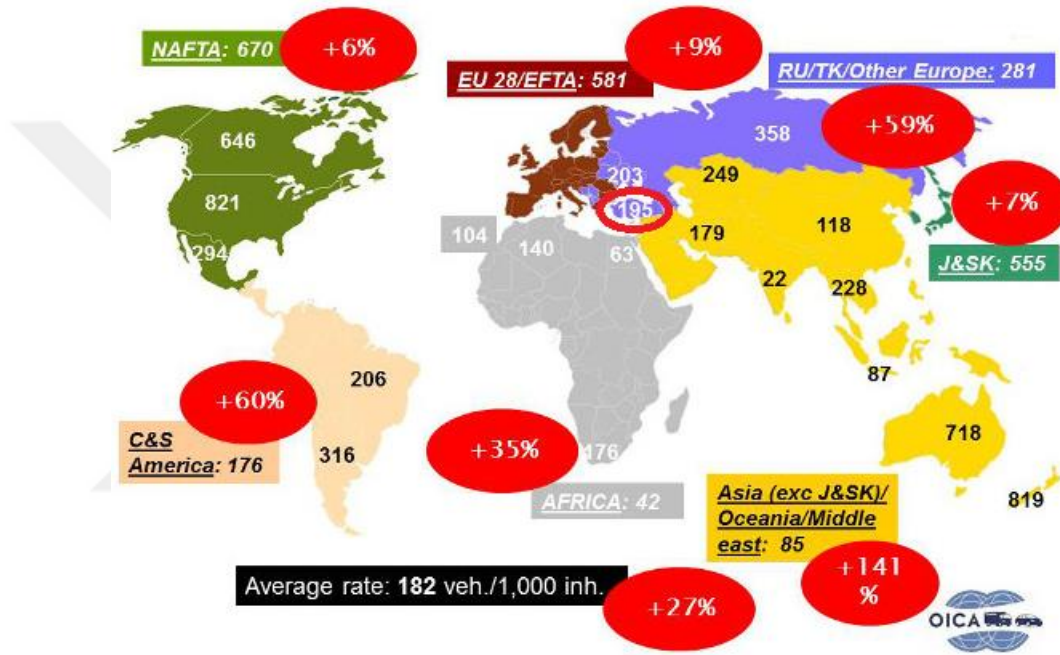 NAFTA: 670
+6%
+9%
EU 28/EFTA: 581
RU/TK/Other Europe: 281
+59%
646
358
203
249
821
195
+7%
104
140
63
179
118
294
J&SK: 555
22
228
206
87
+60%
C&S
America: 176
316
+35%
176
718
AFRICA: 42
Asia (exc J&SK)/
Oceania/Middle
east: 85
819
Average rate: 182 veh./1,000 inh.
+27%
+141
%
OICA